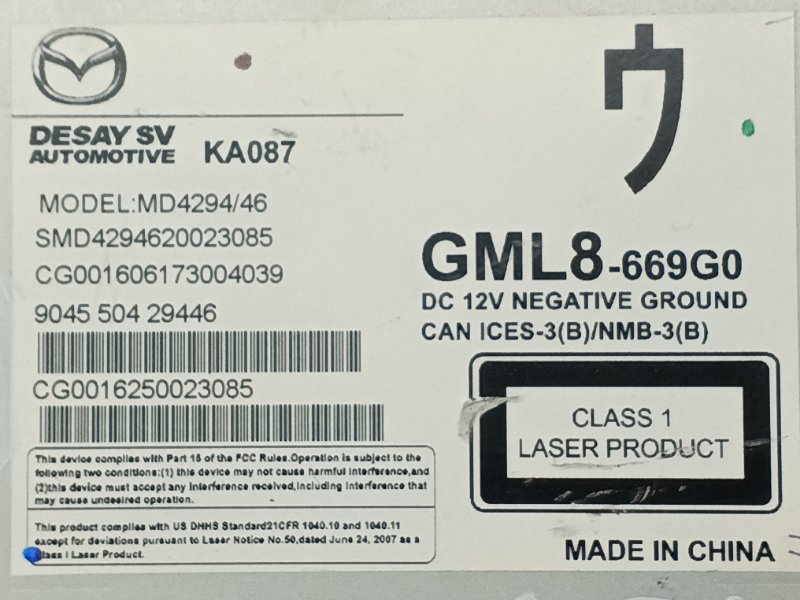 ウ
DESAY SV
AUTOMOTIVE KA087
MODEL:MD4294/46
SMD4294620023085
CG001606173004039
9045 504 29446
CG0016250023085
This device complies with Part 15 of the FCC Rules.Operation is subject to the
following two conditions:(1) this device may not cause harmful interference,and
(2)this device must accept any interference received,including interference that
may cause undesired operation.
This product complies with US DHHS Standard21CFR 1040.10 and 1040.11
except for deviations pursuant to Laser Notice No.50,dated June 24, 2007 as a
Class I Laser Product.
GML8-669G0
DC 12V NEGATIVE GROUND
CAN ICES-3(B)/NMB-3(B)
CLASS 1
LASER PRODUCT
MADE IN CHINA